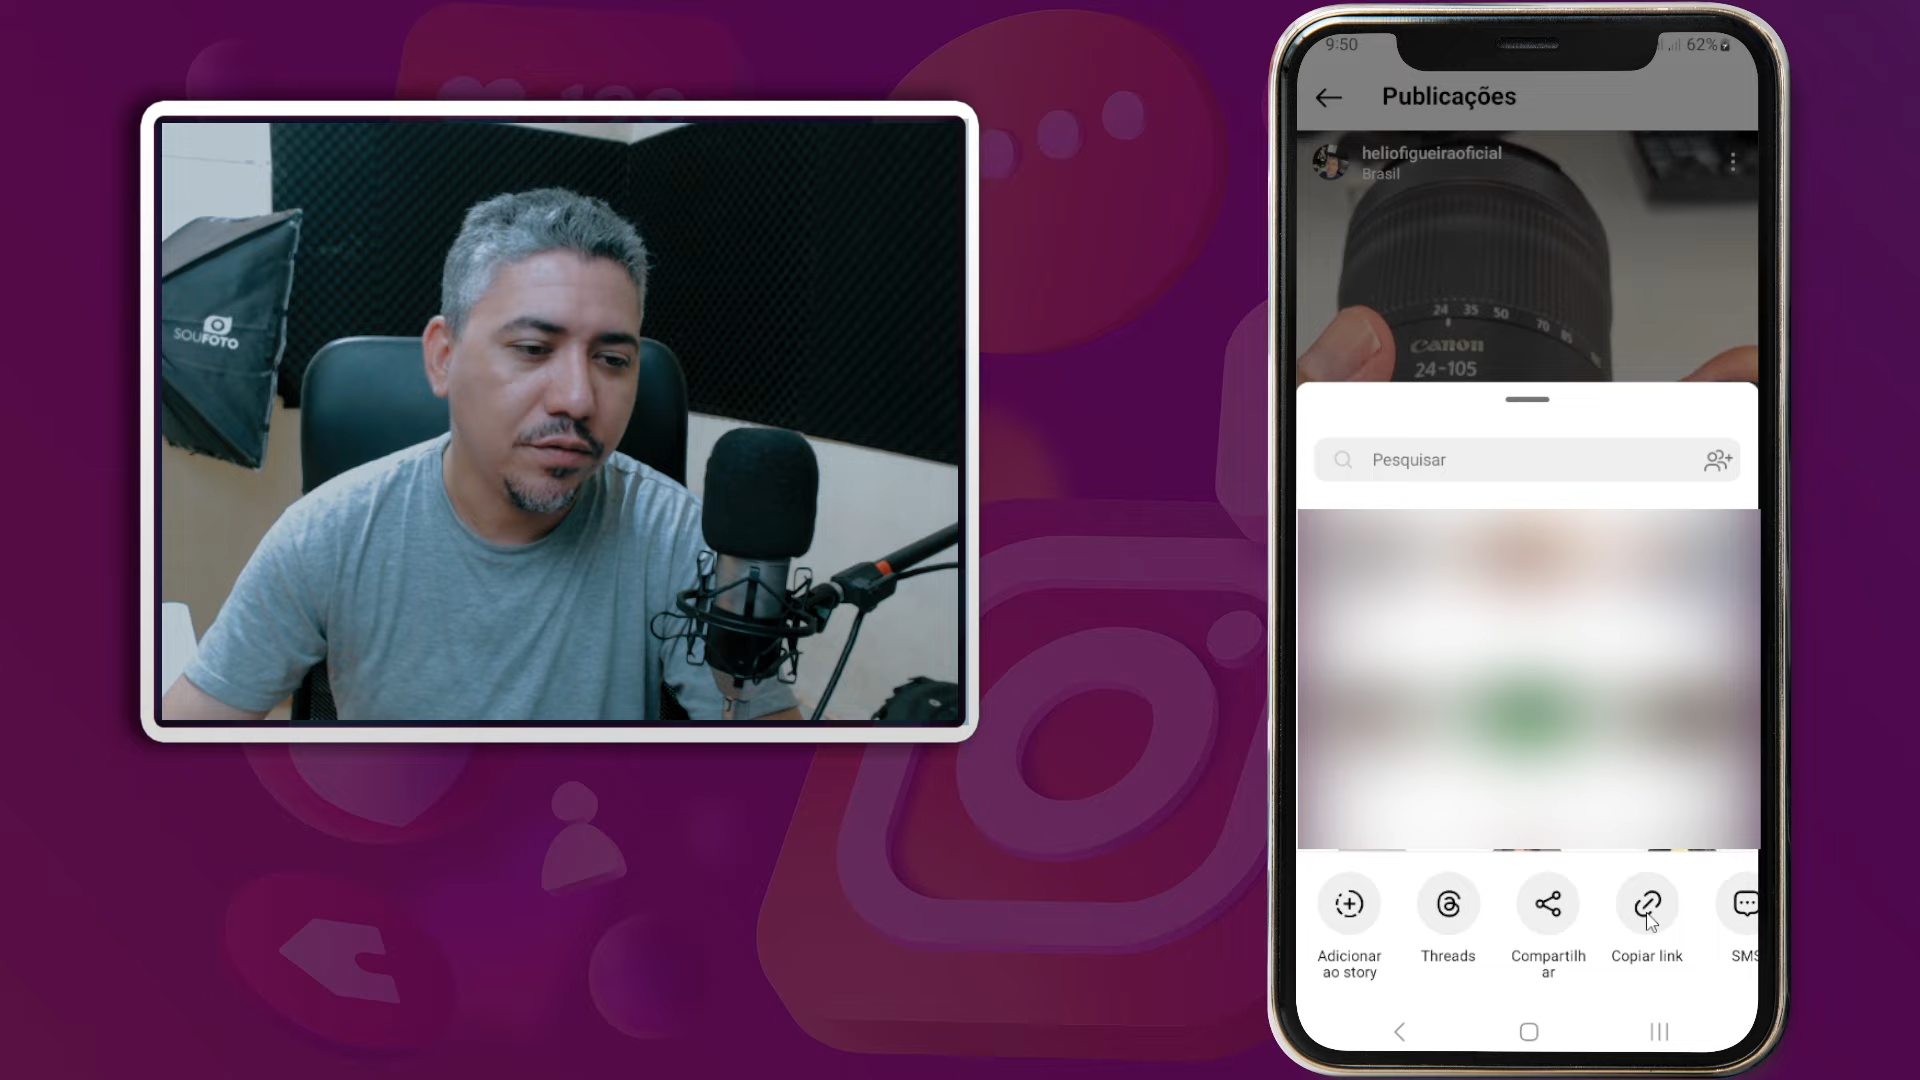 SOUFOTO
9:50
62%
Publicações
heliofigueiraoficial
Brasil
24 35 50 70 85
Canon
24-105
Pesquisar
Adicionar
ao story
Threads
Compartilh
ar
Copiar link
SMS